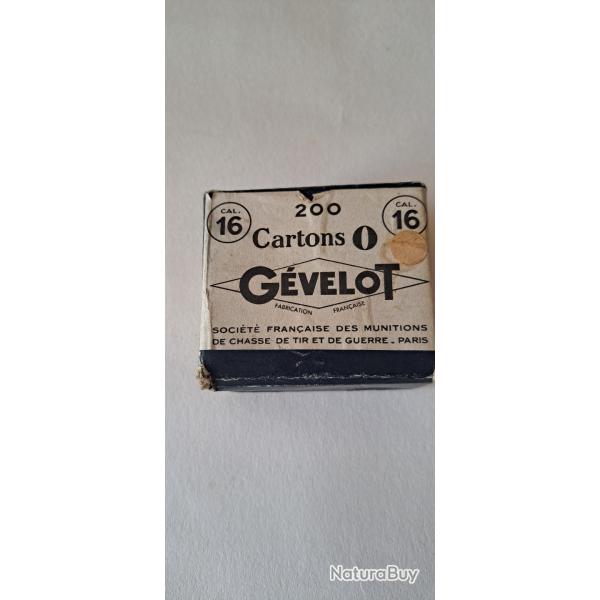 CAL. 16
200
CAL. 16
Cartons O
GÉVELOT
FABRICATION FRANÇAISE
SOCIÉTÉ FRANÇAISE DES MUNITIONS
DE CHASSE DE TIR ET DE GUERRE - PARIS
NaturaBuy